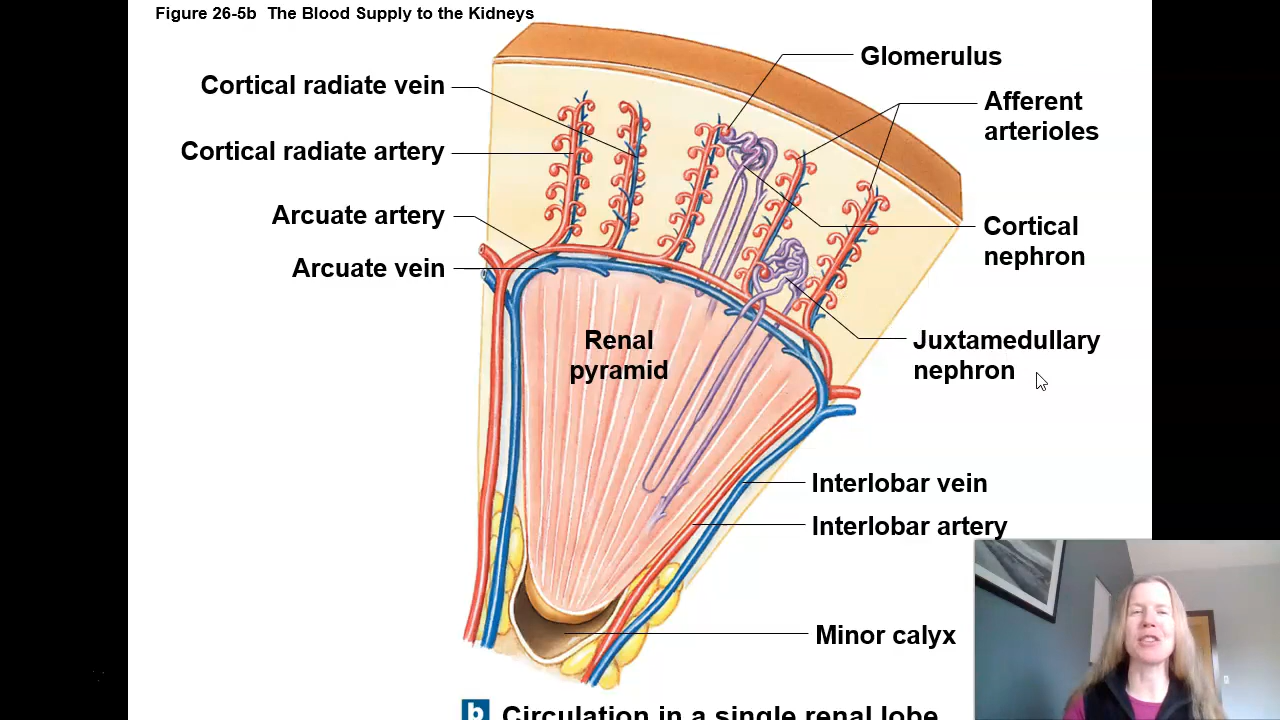 Figure 26-5b  The Blood Supply to the Kidneys
Glomerulus
Cortical radiate vein
Afferent
arterioles
Cortical radiate artery
Arcuate artery
Cortical
nephron
Arcuate vein
Renal
pyramid
Juxtamedullary
nephron
Interlobar vein
Interlobar artery
Minor calyx
b Circulation in a single renal lobe